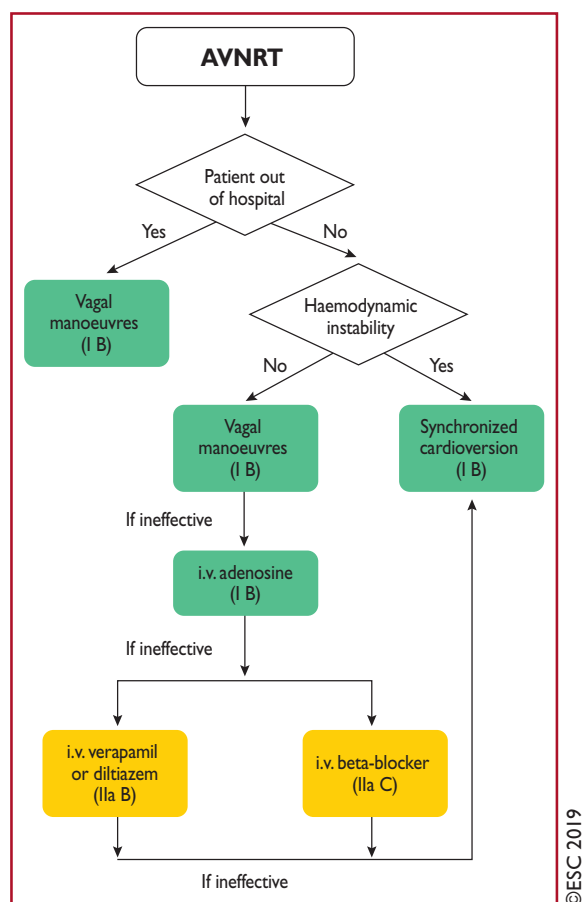 AVNRT
Patient out
of hospital
Yes
No
Vagal
manoeuvres
(I B)
Haemodynamic
instability
No
Yes
Vagal
manoeuvres
(I B)
Synchronized
cardioversion
(I B)
If ineffective
i.v. adenosine
(I B)
If ineffective
i.v. verapamil
or diltiazem
(IIa B)
i.v. beta-blocker
(IIa C)
If ineffective
©ESC 2019